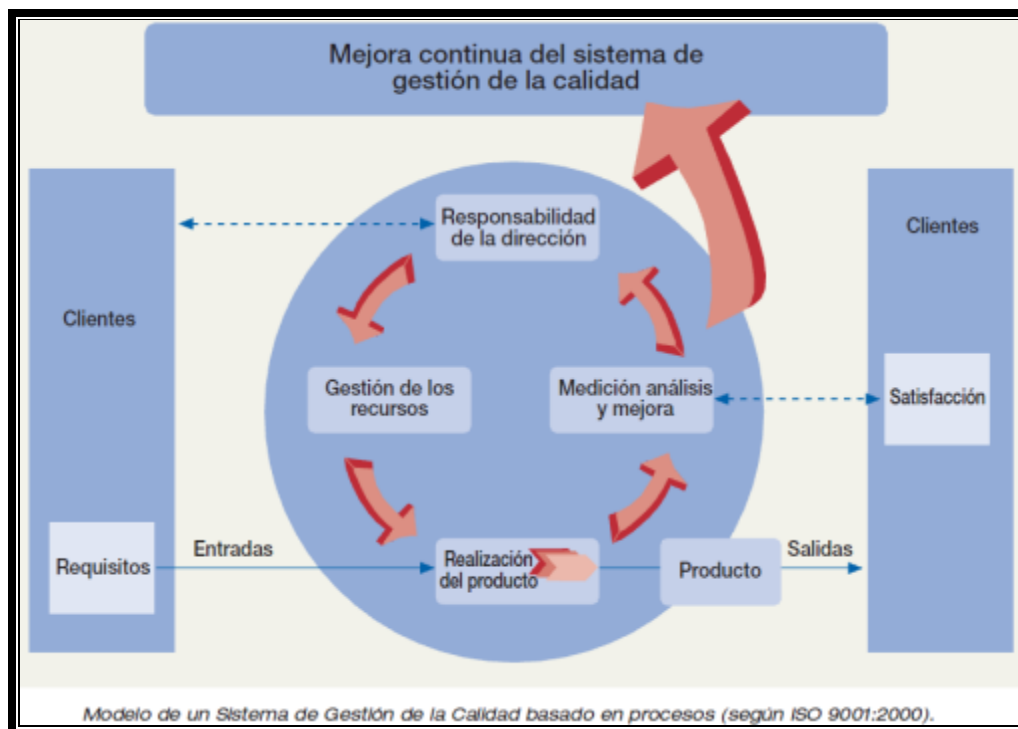 Mejora continua del sistema de
gestión de la calidad
Responsabilidad
de la dirección
Clientes
Clientes
Gestión de los
recursos
Medición análisis
y mejora
Satisfacción
Requisitos
Entradas
Realización
del producto
Producto
Salidas
Modelo de un Sistema de Gestión de la Calidad basado en procesos (según ISO 9001:2000).